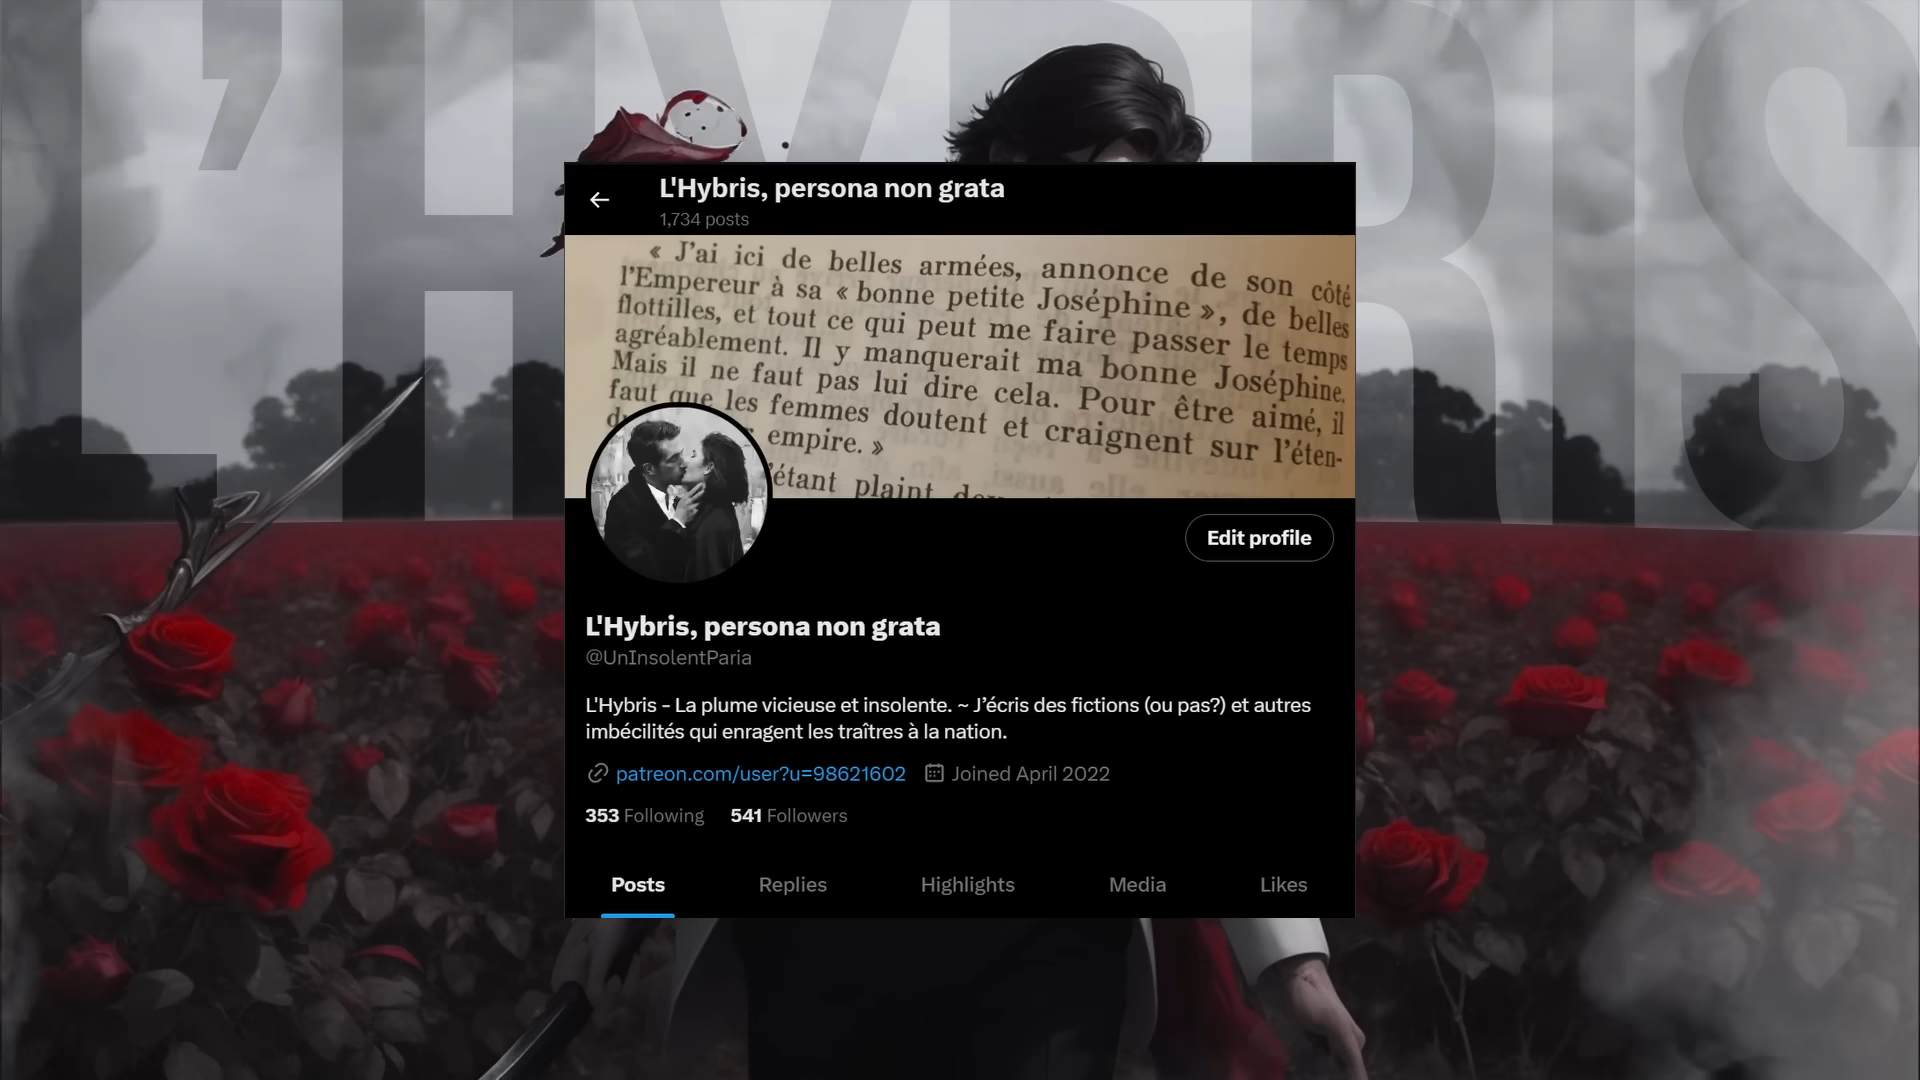 L'HYBRIS
L'Hybris, persona non grata
1,734 posts
« J'ai ici de belles armées, annonce de son côté
l'Empereur à sa « bonne petite Joséphine », de belles
flottilles, et tout ce qui peut me faire passer le temps
agréablement. Il y manquerait ma bonne Joséphine.
Mais il ne faut pas lui dire cela. Pour être aimé, il
faut que les femmes doutent et craignent sur l'éten-
empire. »
'étant plaint
Edit profile
L'Hybris, persona non grata
@UnInsolentParia
L'Hybris - La plume vicieuse et insolente. ~ J'écris des fictions (ou pas?) et autres
imbécilités qui enragent les traîtres à la nation.
patreon.com/user?u=98621602 Joined April 2022
353 Following 541 Followers
Posts Replies Highlights Media Likes